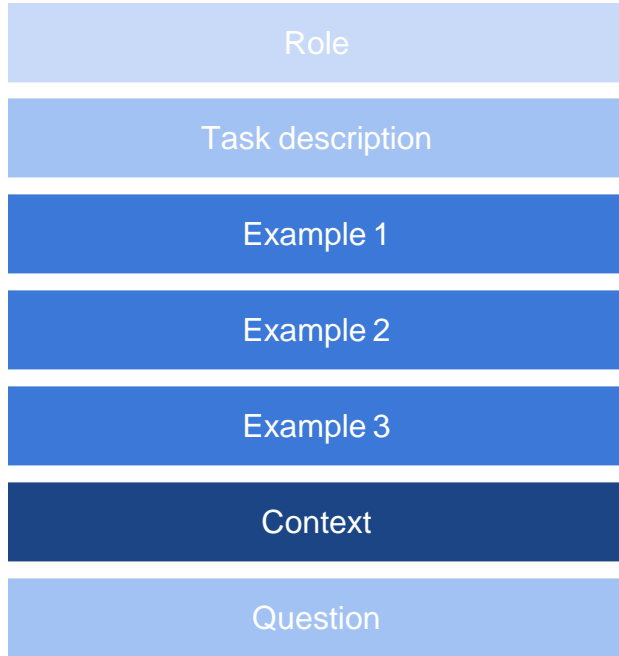 Role
Task description
Example 1
Example 2
Example 3
Context
Question